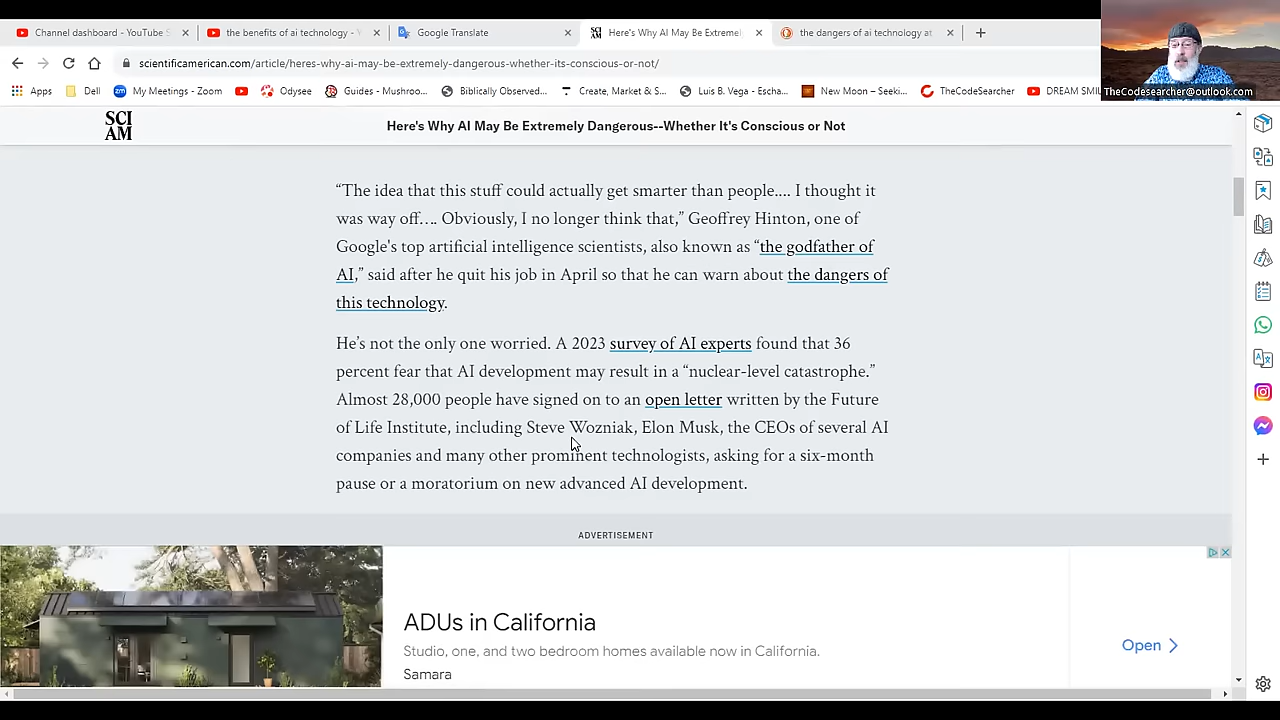 Channel dashboard - YouTube S
the benefits of ai technology -
Google Translate
Here's Why AI May Be Extremel
the dangers of ai technology at
scientificamerican.com/article/heres-why-ai-may-be-extremely-dangerous-whether-its-conscious-or-not/
TheCodesearcher@outlook.com
Apps
Dell
My Meetings - Zoom
Odysee
Guides - Mushroo...
Biblically Observed...
Create, Market & S...
Luis B. Vega - Escha...
New Moon – Seeki...
TheCodeSearcher
DREAM SMIL
SCI
AM
Here's Why AI May Be Extremely Dangerous--Whether It's Conscious or Not
“The idea that this stuff could actually get smarter than people.... I thought it
was way off…. Obviously, I no longer think that,” Geoffrey Hinton, one of
Google's top artificial intelligence scientists, also known as “the godfather of
AI,” said after he quit his job in April so that he can warn about the dangers of
this technology.
He’s not the only one worried. A 2023 survey of AI experts found that 36
percent fear that AI development may result in a “nuclear-level catastrophe.”
Almost 28,000 people have signed on to an open letter written by the Future
of Life Institute, including Steve Wozniak, Elon Musk, the CEOs of several AI
companies and many other prominent technologists, asking for a six-month
pause or a moratorium on new advanced AI development.
ADVERTISEMENT
ADUs in California
Studio, one, and two bedroom homes available now in California.
Samara
Open